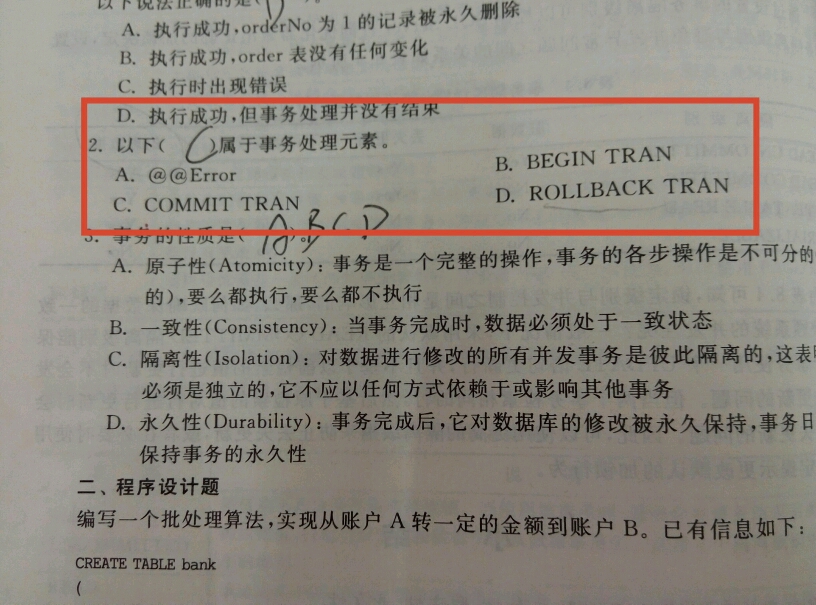 以下说法正确的是( D )。
A. 执行成功,orderNo 为 1 的记录被永久删除
B. 执行成功,order 表没有任何变化
C. 执行时出现错误
D. 执行成功,但事务处理并没有结束
2. 以下( C )属于事务处理元素。
A. @@Error B. BEGIN TRAN
C. COMMIT TRAN D. ROLLBACK TRAN
3. 事务的性质是( ABCD )。
A. 原子性(Atomicity):事务是一个完整的操作,事务的各步操作是不可分的
的),要么都执行,要么都不执行
B. 一致性(Consistency):当事务完成时,数据必须处于一致状态
C. 隔离性(Isolation):对数据进行修改的所有并发事务是彼此隔离的,这表
必须是独立的,它不应以任何方式依赖于或影响其他事务
D. 永久性(Durability):事务完成后,它对数据库的修改被永久保持,事务日
保持事务的永久性
二、程序设计题
编写一个批处理算法,实现从账户 A 转一定的金额到账户 B。已有信息如下:
CREATE TABLE bank
(